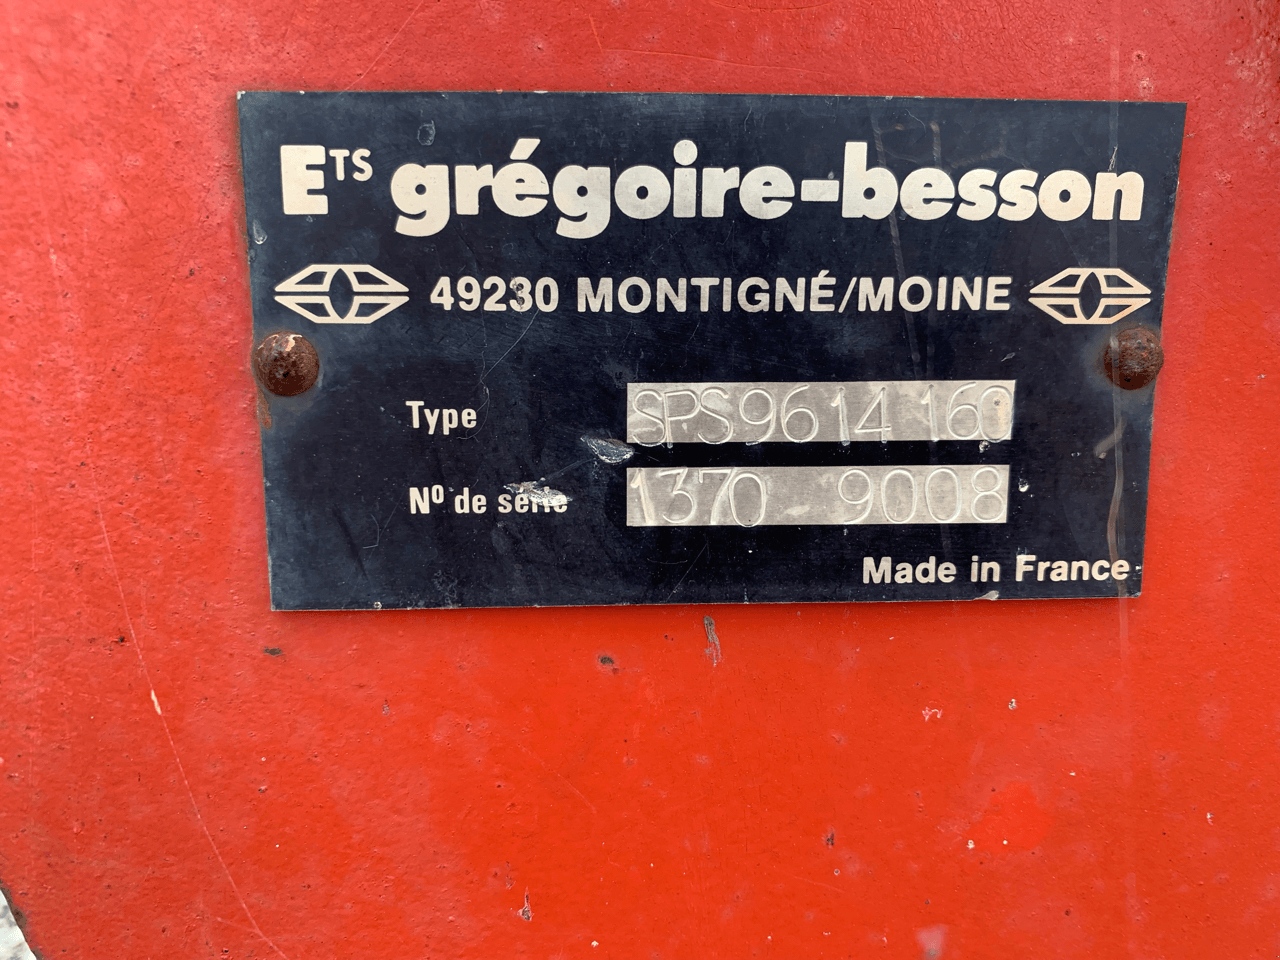 ETS grégoire-besson
49230 MONTIGNÉ/MOINE
Type SPS9614 160
Nº de série 1370 - 9008
Made in France